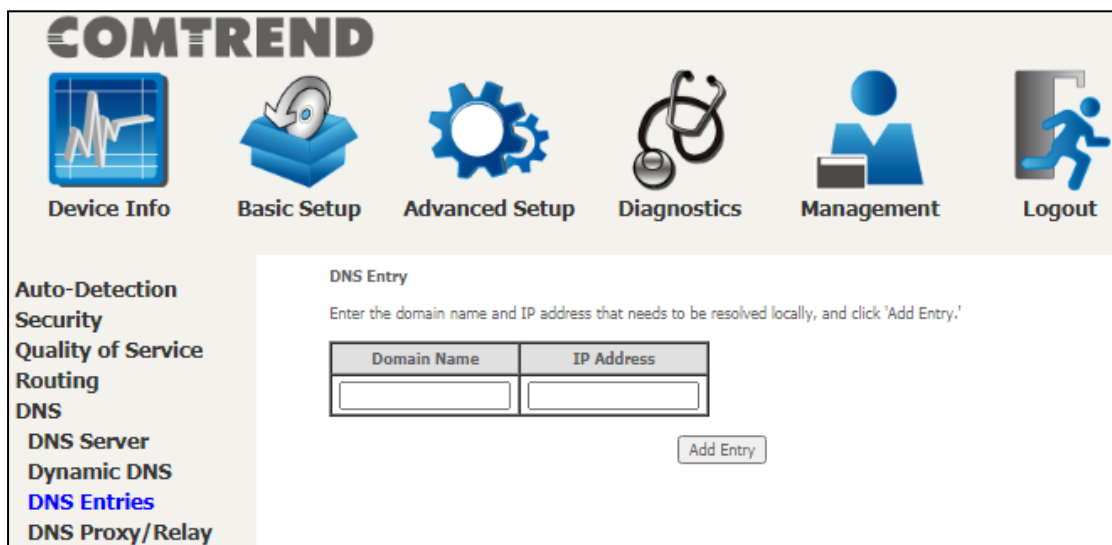 COMTREND
Device Info
Basic Setup
Advanced Setup
Diagnostics
Management
Logout
Auto-Detection
Security
Quality of Service
Routing
DNS
DNS Server
Dynamic DNS
DNS Entries
DNS Proxy/Relay
DNS Entry
Enter the domain name and IP address that needs to be resolved locally, and click 'Add Entry.'
Domain Name IP Address
Add Entry